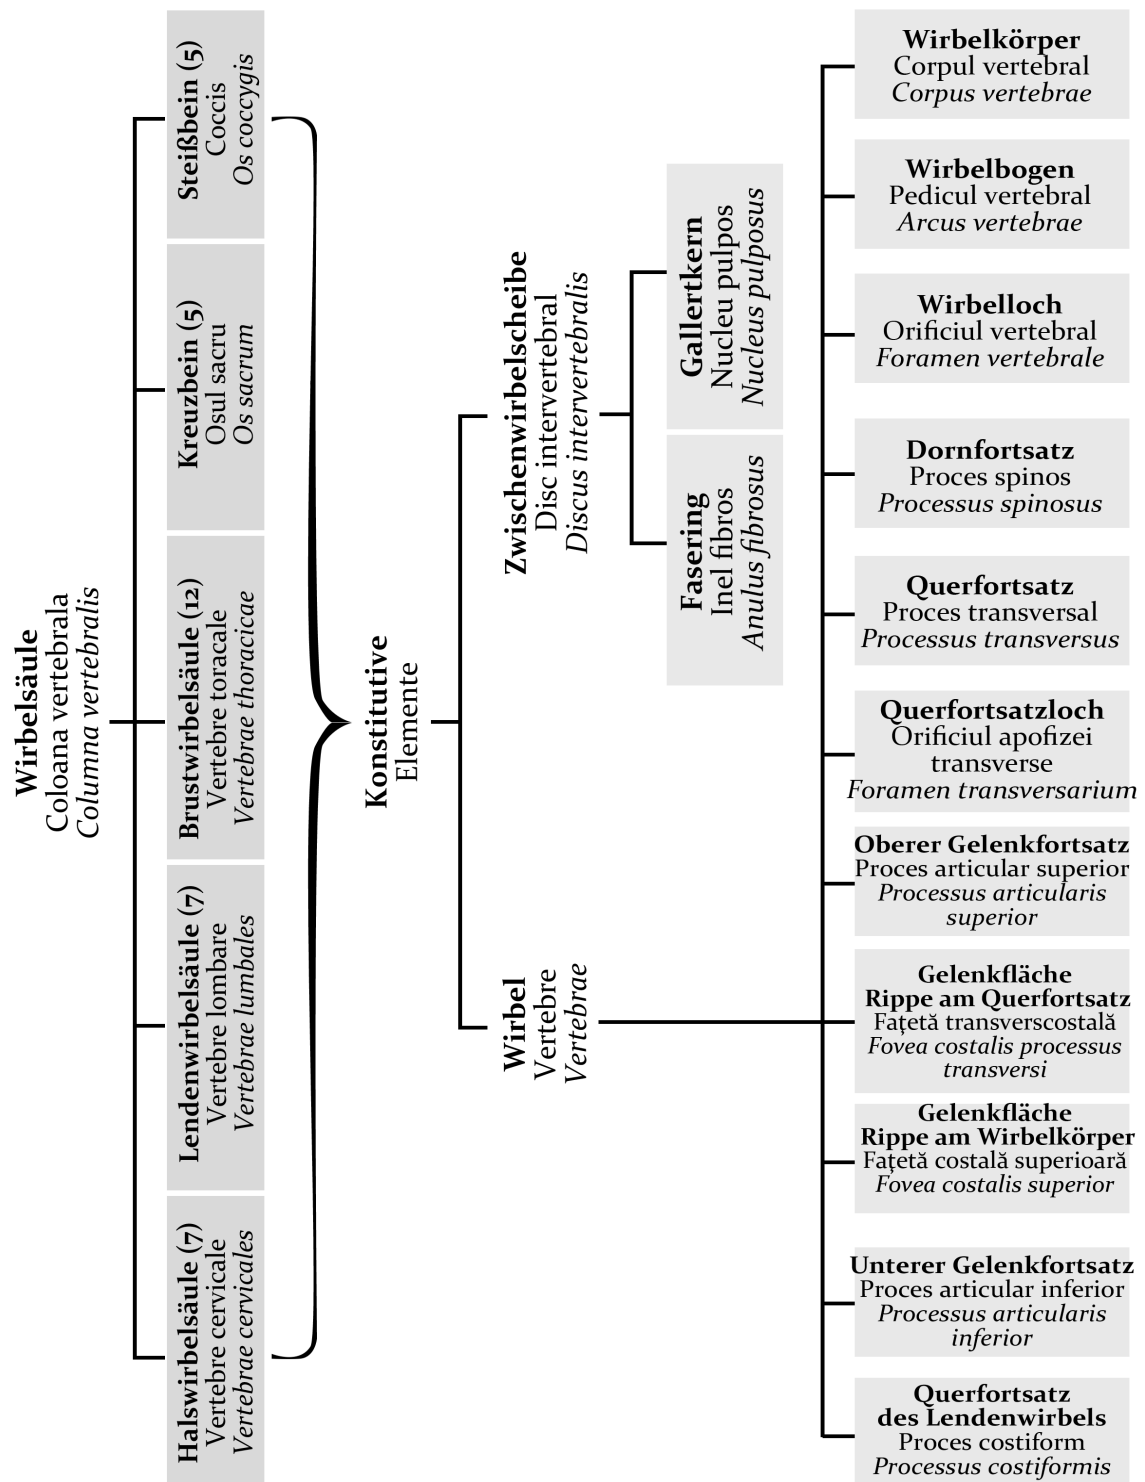 Wirbelsäule
Coloana vertebrala
Columna vertebralis
Halswirbelsäule (7)
Vertebre cervicale
Vertebrae cervicales
Lendenwirbelsäule (7)
Vertebre lombare
Vertebrae lumbales
Brustwirbelsäule (12)
Vertebre toracale
Vertebrae thoracicae
Kreuzbein (5)
Osul sacru
Os sacrum
Steißbein (5)
Coccis
Os coccygis
Konstitutive
Elemente
Wirbel
Vertebre
Vertebrae
Zwischenwirbelscheibe
Disc intervertebral
Discus intervertebralis
Fasering
Inel fibros
Anulus fibrosus
Gallertkern
Nucleu pulpos
Nucleus pulposus
Wirbelkörper
Corpul vertebral
Corpus vertebrae
Wirbelbogen
Pedicul vertebral
Arcus vertebrae
Wirbelloch
Orificiul vertebral
Foramen vertebrale
Dornfortsatz
Proces spinos
Processus spinosus
Querfortsatz
Proces transversal
Processus transversus
Querfortsatzloch
Orificiul apofizei
transverse
Foramen transversarium
Oberer Gelenkfortsatz
Proces articular superior
Processus articularis
superior
Gelenkfläche
Rippe am Querfortsatz
Fațetă transverscostală
Fovea costalis processus
transversi
Gelenkfläche
Rippe am Wirbelkörper
Fațetă costală superioară
Fovea costalis superior
Unterer Gelenkfortsatz
Proces articular inferior
Processus articularis
inferior
Querfortsatz
des Lendenwirbels
Proces costiform
Processus costiformis